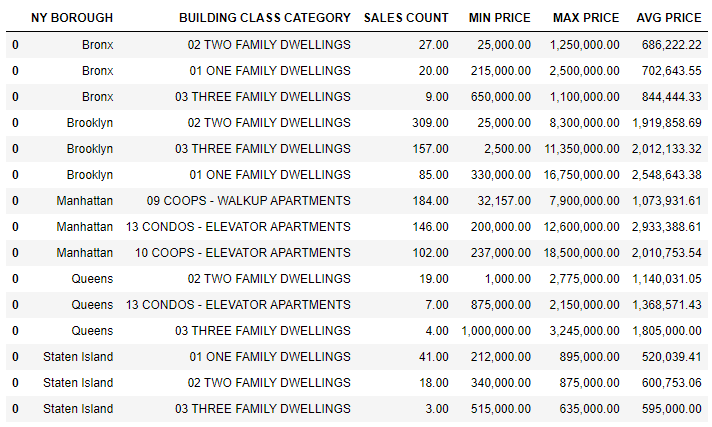 NY BOROUGH BUILDING CLASS CATEGORY SALES COUNT MIN PRICE MAX PRICE AVG PRICE
0 Bronx 02 TWO FAMILY DWELLINGS 27.00 25,000.00 1,250,000.00 686,222.22
0 Bronx 01 ONE FAMILY DWELLINGS 20.00 215,000.00 2,500,000.00 702,643.55
0 Bronx 03 THREE FAMILY DWELLINGS 9.00 650,000.00 1,100,000.00 844,444.33
0 Brooklyn 02 TWO FAMILY DWELLINGS 309.00 25,000.00 8,300,000.00 1,919,858.69
0 Brooklyn 03 THREE FAMILY DWELLINGS 157.00 2,500.00 11,350,000.00 2,012,133.32
0 Brooklyn 01 ONE FAMILY DWELLINGS 85.00 330,000.00 16,750,000.00 2,548,643.38
0 Manhattan 09 COOPS - WALKUP APARTMENTS 184.00 32,157.00 7,900,000.00 1,073,931.61
0 Manhattan 13 CONDOS - ELEVATOR APARTMENTS 146.00 200,000.00 12,600,000.00 2,933,388.61
0 Manhattan 10 COOPS - ELEVATOR APARTMENTS 102.00 237,000.00 18,500,000.00 2,010,753.54
0 Queens 02 TWO FAMILY DWELLINGS 19.00 1,000.00 2,775,000.00 1,140,031.05
0 Queens 13 CONDOS - ELEVATOR APARTMENTS 7.00 875,000.00 2,150,000.00 1,368,571.43
0 Queens 03 THREE FAMILY DWELLINGS 4.00 1,000,000.00 3,245,000.00 1,805,000.00
0 Staten Island 01 ONE FAMILY DWELLINGS 41.00 212,000.00 895,000.00 520,039.41
0 Staten Island 02 TWO FAMILY DWELLINGS 18.00 340,000.00 875,000.00 600,753.06
0 Staten Island 03 THREE FAMILY DWELLINGS 3.00 515,000.00 635,000.00 595,000.00